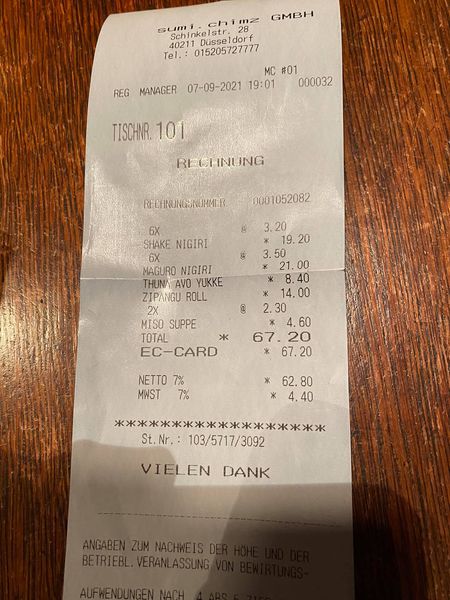 sumi.chimz GMBH
Schinkelstr. 28
40211 Düsseldorf
Tel.: 015205727777
MC #01
REG MANAGER 07-09-2021 19:01 000032
TISCHNR. 101
RECHNUNG
RECHNUNGSNUMMER 0001052082
6X @ 3.20
SHAKE NIGIRI * 19.20
6X @ 3.50
MAGURO NIGIRI * 21.00
THUNA AVO YUKKE * 8.40
ZIPANGU ROLL * 14.00
2X @ 2.30
MISO SUPPE * 4.60
TOTAL * 67.20
EC-CARD * 67.20
NETTO 7% * 62.80
MWST 7% * 4.40
********************
St.Nr.: 103/5717/3092
VIELEN DANK
ANGABEN ZUM NACHWEIS DER HÖHE UND DER
BETRIEBL. VERANLASSUNG VON BEWIRTUNGS-
AUFWENDUNGEN NACH 4 ABS